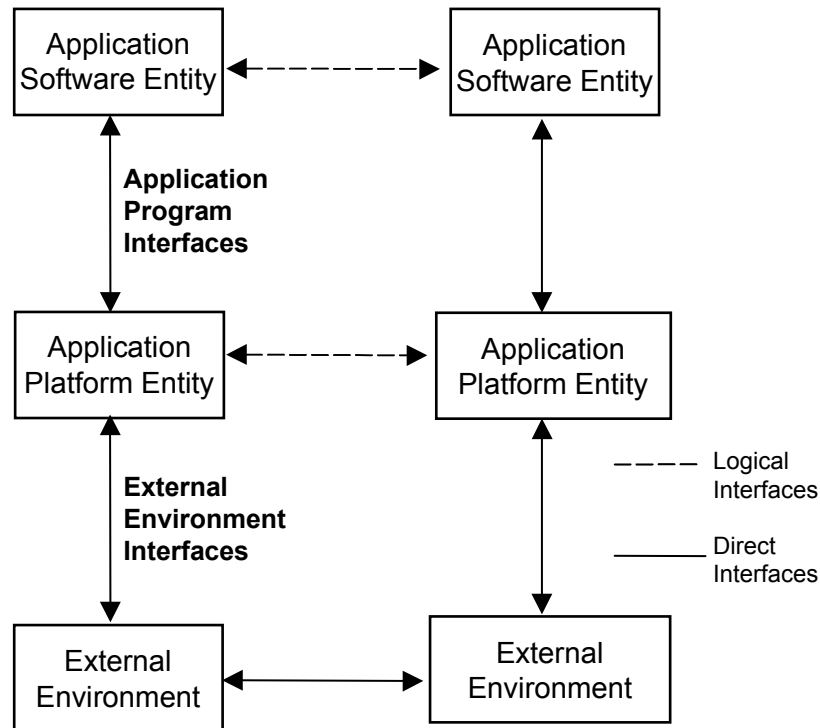 Application
Software Entity
Application
Software Entity
Application
Program
Interfaces
Application
Platform Entity
Application
Platform Entity
External
Environment
Interfaces
Logical
Interfaces
Direct
Interfaces
External
Environment
External
Environment